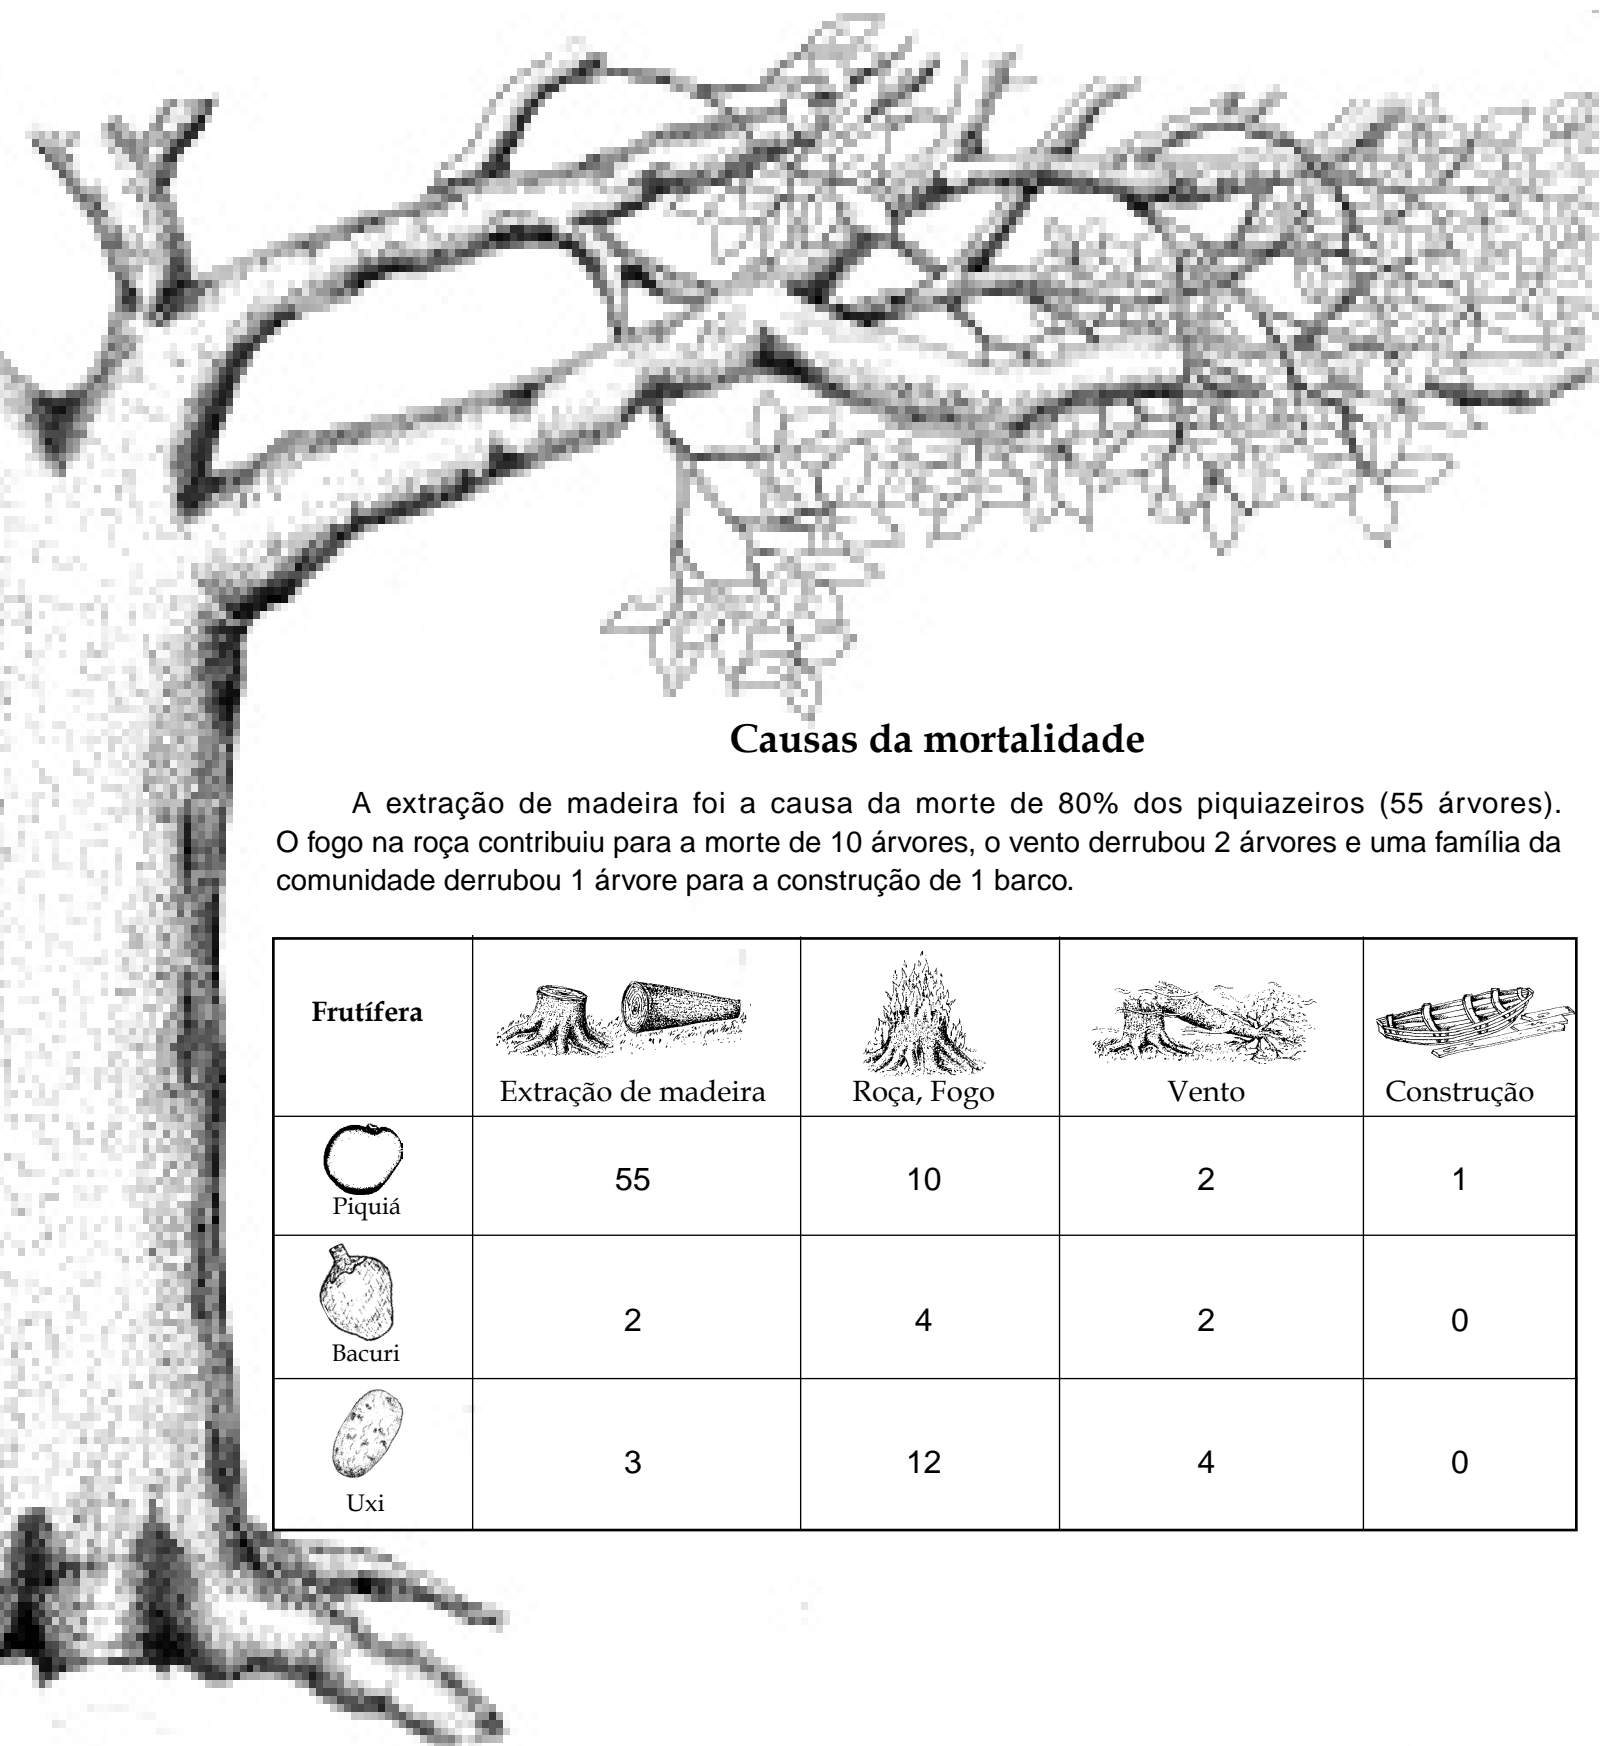 Causas da mortalidade
A extração de madeira foi a causa da morte de 80% dos piquiazeiros (55 árvores).
O fogo na roça contribuiu para a morte de 10 árvores, o vento derrubou 2 árvores e uma família da
comunidade derrubou 1 árvore para a construção de 1 barco.
Frutífera
Extração de madeira Roça, Fogo Vento Construção
Piquiá 55 10 2 1
Bacuri 2 4 2 0
Uxi 3 12 4 0